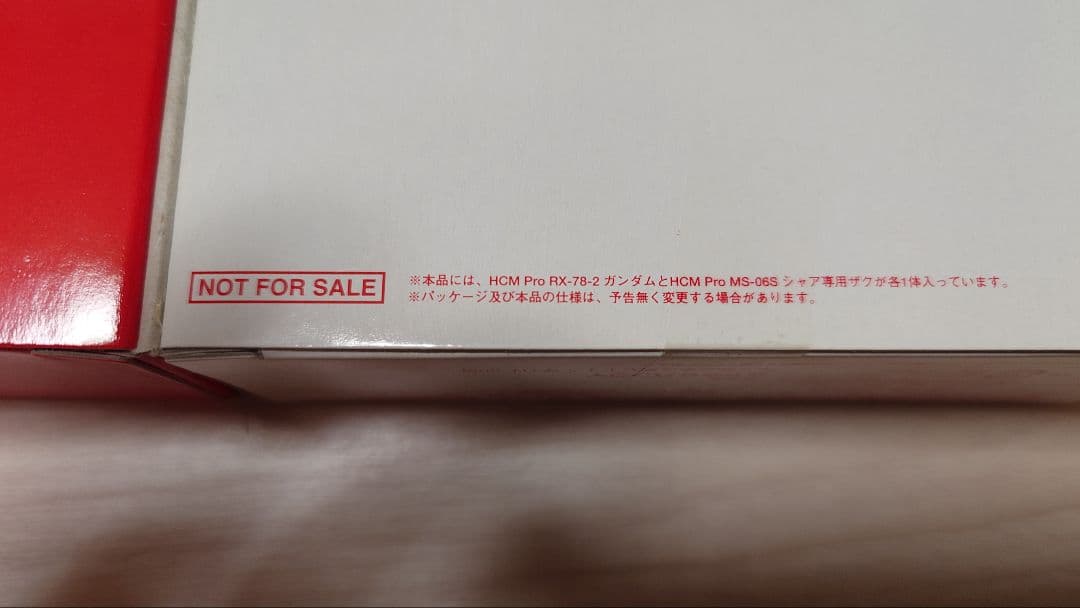 NOT FOR SALE
※本品には、HCM Pro RX-78-2 ガンダムとHCM Pro MS-06S シャア専用ザクが各1体入っています。
※パッケージ及び本品の仕様は、予告無く変更する場合があります。